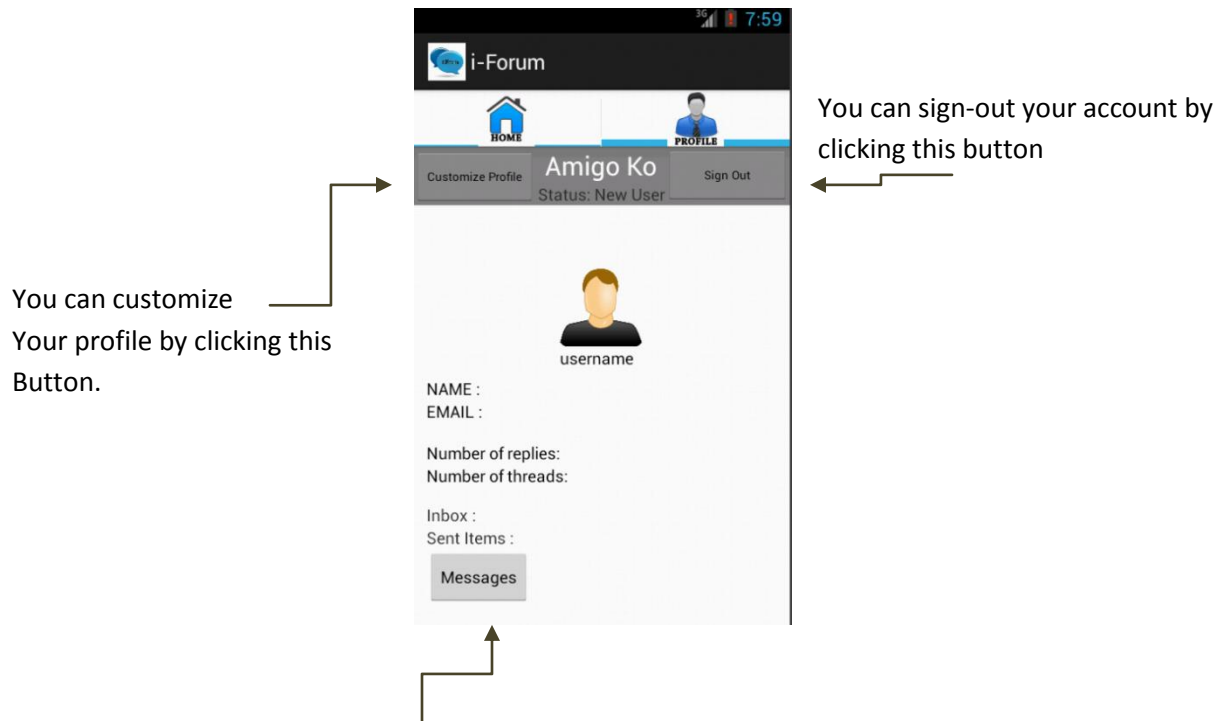 3G 7:59
i-Forum
HOME
PROFILE
Customize Profile
Amigo Ko
Status: New User
Sign Out
You can sign-out your account by
clicking this button
You can customize
Your profile by clicking this
Button.
username
NAME :
EMAIL :
Number of replies:
Number of threads:
Inbox :
Sent Items :
Messages